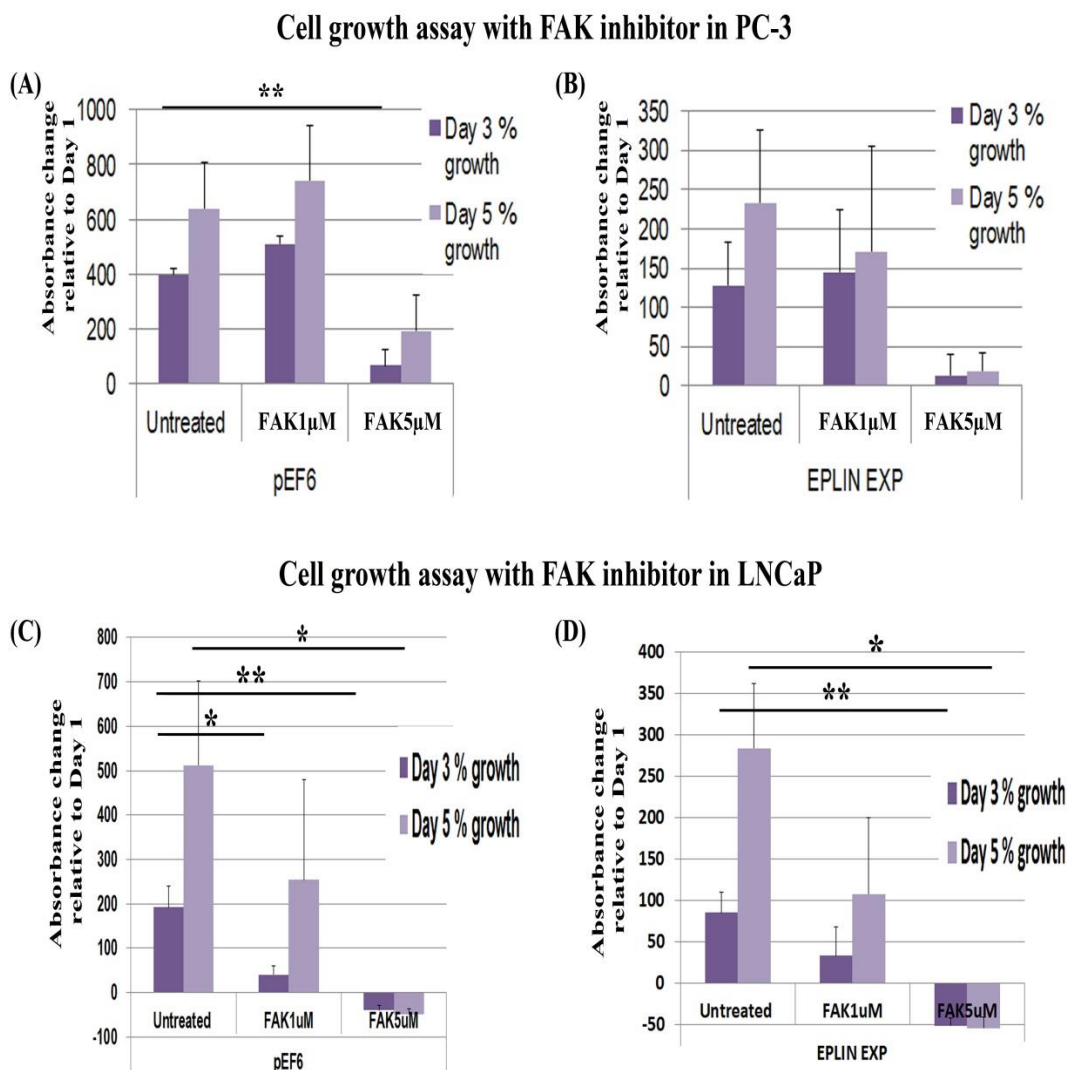 Cell growth assay with FAK inhibitor in PC-3
(A)
**
Absorbance change
relative to Day 1
1000
800
600
400
200
0
Day 3 %
growth
Day 5 %
growth
Untreated
FAK1µM
FAK5µM
pEF6
(B)
Absorbance change
relative to Day 1
350
300
250
200
150
100
50
0
Day 3 %
growth
Day 5 %
growth
Untreated
FAK1µM
FAK5µM
EPLIN EXP
Cell growth assay with FAK inhibitor in LNCaP
(C)
*
**
*
Absorbance change
relative to Day 1
800
700
600
500
400
300
200
100
0
-100
Day 3 % growth
Day 5 % growth
Untreated
FAK1uM
FAK5uM
pEF6
(D)
*
**
Absorbance change
relative to Day 1
400
350
300
250
200
150
100
50
0
-50
Day 3 % growth
Day 5 % growth
Untreated
FAK1uM
FAK5uM
EPLIN EXP